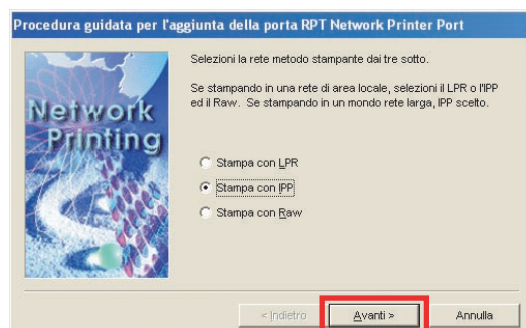 Procedura guidata per l'aggiunta della porta RPT Network Printer Port
Network
Printing
Selezioni la rete metodo stampante dai tre sotto.
Se stampando in una rete di area locale, selezioni il LPR o l'IPP
ed il Raw. Se stampando in un mondo rete larga, IPP scelto.
Stampa con LPR
Stampa con IPP
Stampa con Raw
< Indietro
Avanti >
Annulla